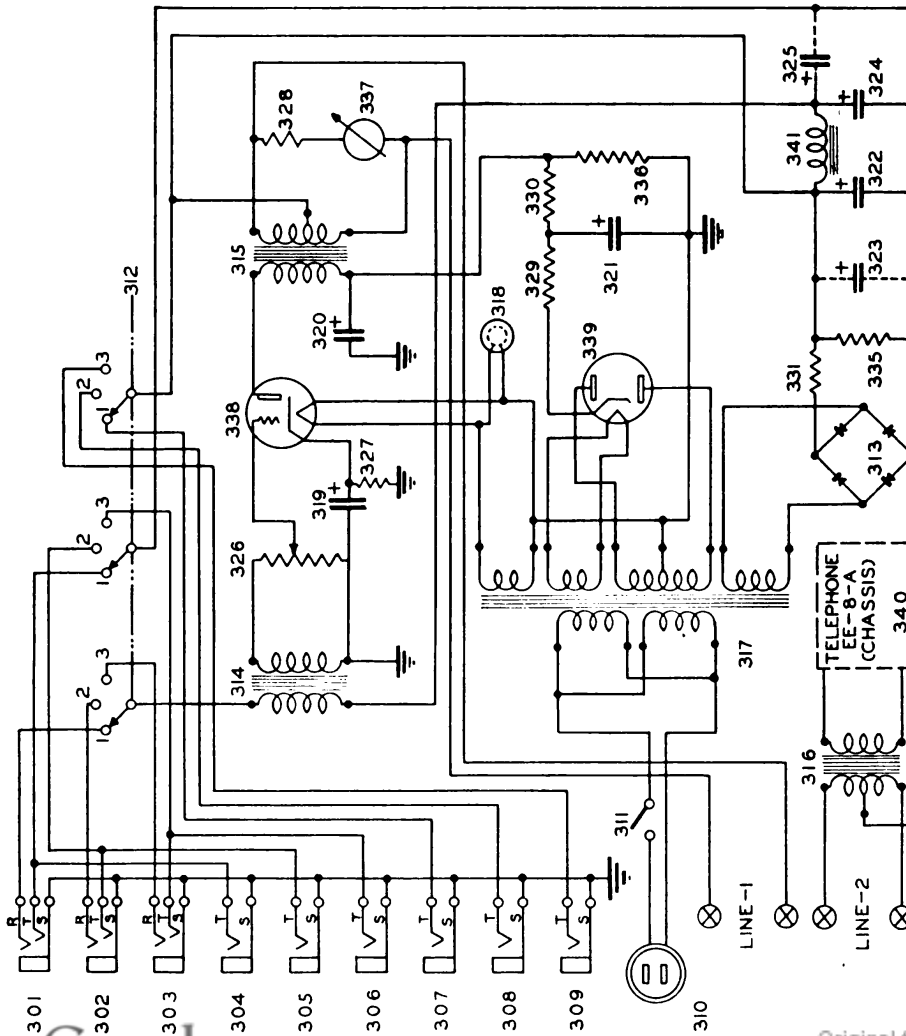 301
302
303
304
305
306
307
308
309
310
R
T
S
R
T
S
R
T
S
T
S
T
S
T
S
T
S
T
S
T
S
1
2
3
1
2
3
1
2
3
312
314
326
319
327
338
320
315
328
337
318
339
329
330
321
336
317
311
331
335
313
323
322
341
325
324
+
+
+
+
+
+
+
LINE-1
LINE-2
316
TELEPHONE
EE-8-A
(CHASSIS)
340